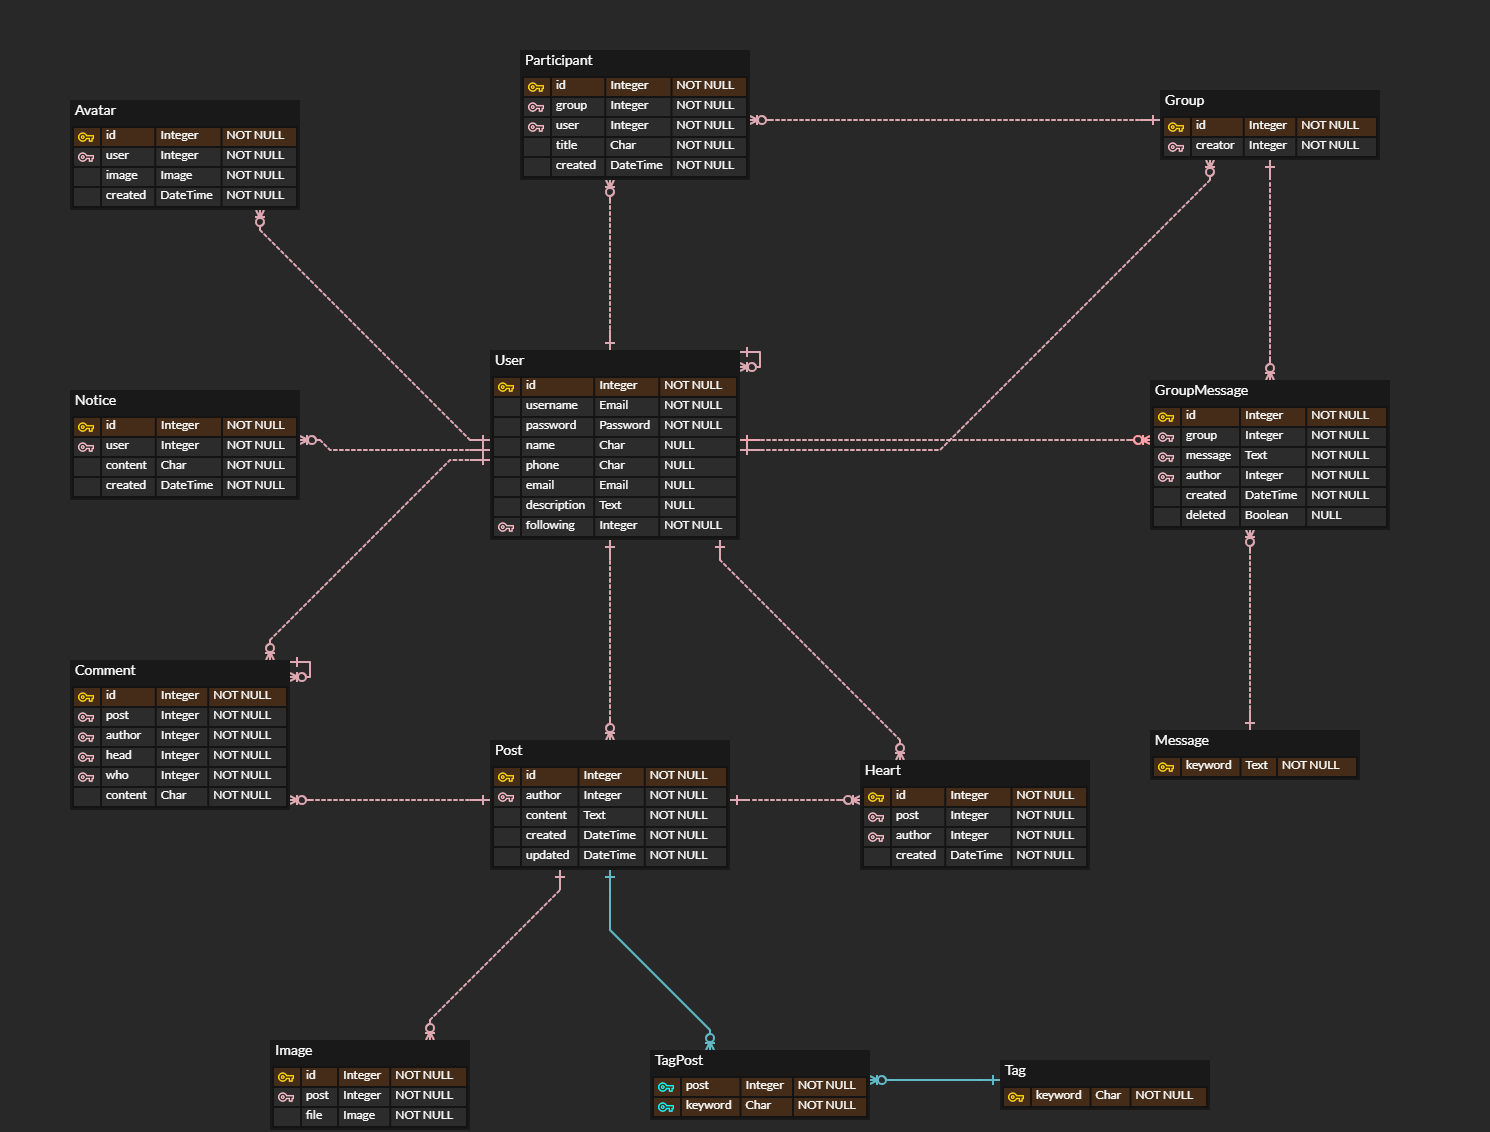 Participant
id Integer NOT NULL
group Integer NOT NULL
user Integer NOT NULL
title Char NOT NULL
created DateTime NOT NULL
Avatar
id Integer NOT NULL
user Integer NOT NULL
image Image NOT NULL
created DateTime NOT NULL
Group
id Integer NOT NULL
creator Integer NOT NULL
User
id Integer NOT NULL
username Email NOT NULL
password Password NOT NULL
name Char NULL
phone Char NULL
email Email NULL
description Text NULL
following Integer NOT NULL
Notice
id Integer NOT NULL
user Integer NOT NULL
content Char NOT NULL
created DateTime NOT NULL
GroupMessage
id Integer NOT NULL
group Integer NOT NULL
message Text NOT NULL
author Integer NOT NULL
created DateTime NOT NULL
deleted Boolean NULL
Comment
id Integer NOT NULL
post Integer NOT NULL
author Integer NOT NULL
head Integer NOT NULL
who Integer NOT NULL
content Char NOT NULL
Post
id Integer NOT NULL
author Integer NOT NULL
content Text NOT NULL
created DateTime NOT NULL
updated DateTime NOT NULL
Heart
id Integer NOT NULL
post Integer NOT NULL
author Integer NOT NULL
created DateTime NOT NULL
Message
keyword Text NOT NULL
Image
id Integer NOT NULL
post Integer NOT NULL
file Image NOT NULL
TagPost
post Integer NOT NULL
keyword Char NOT NULL
Tag
keyword Char NOT NULL